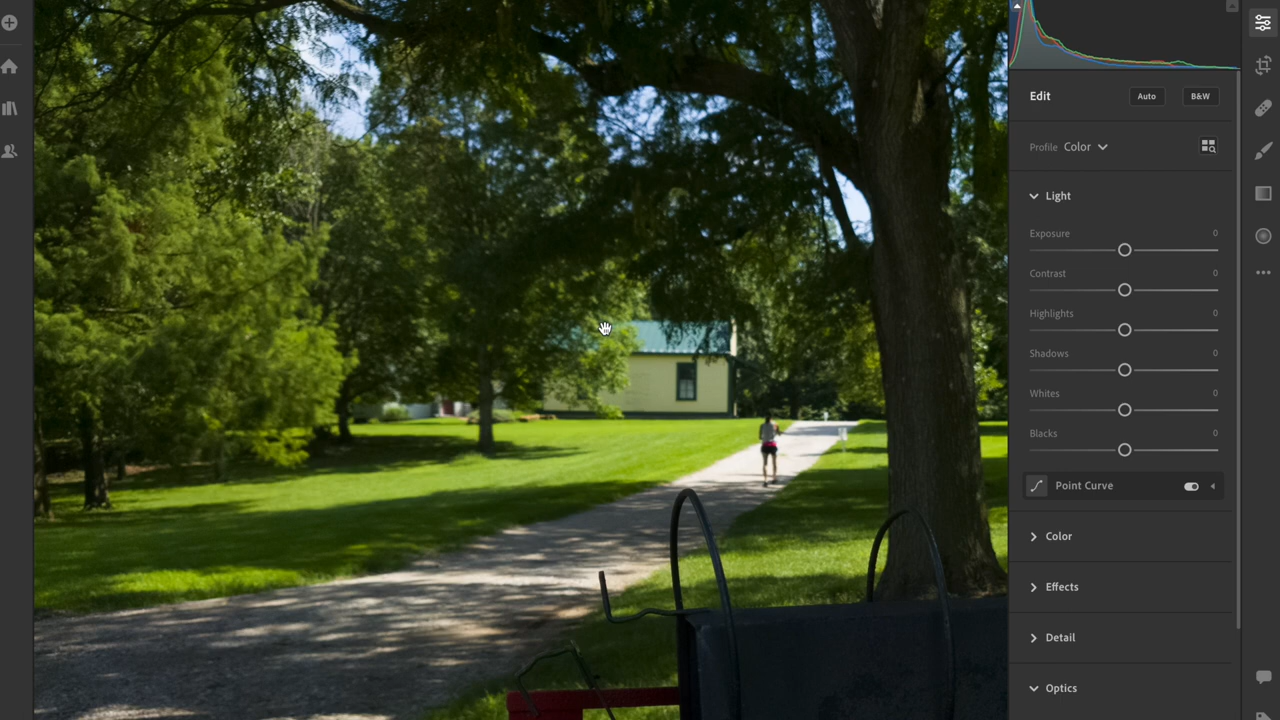 Edit
Auto
B&W
Profile Color
Light
Exposure 0
Contrast 0
Highlights 0
Shadows 0
Whites 0
Blacks 0
Point Curve
Color
Effects
Detail
Optics